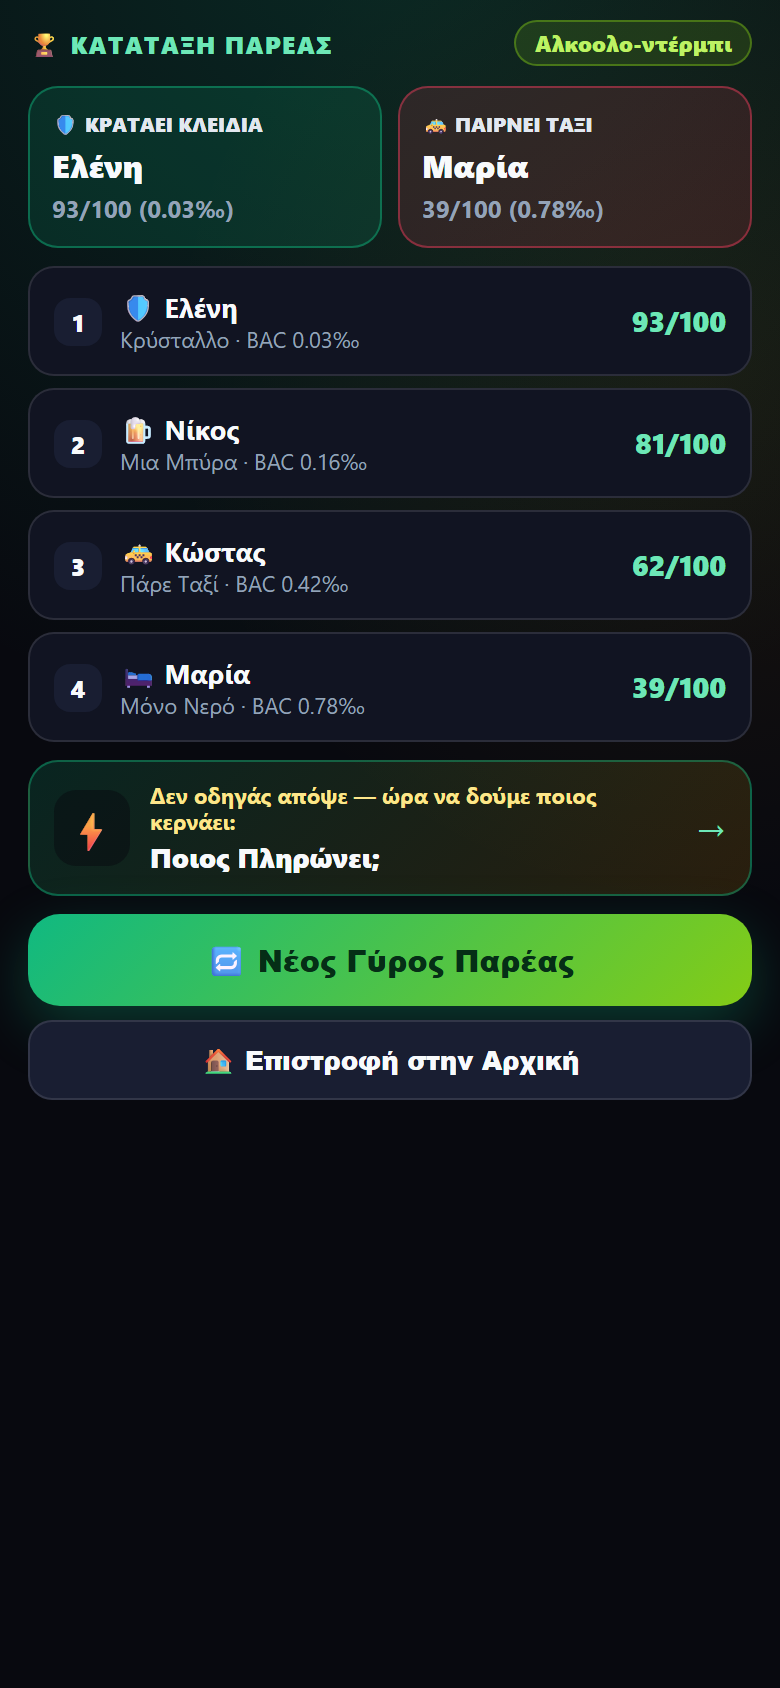 🏆 ΚΑΤΑΤΑΞΗ ΠΑΡΕΑΣ
Αλκοολο-ντέρμπι
🛡️ ΚΡΑΤΑΕΙ ΚΛΕΙΔΙΑ
Ελένη
93/100 (0.03‰)
🚕 ΠΑΙΡΝΕΙ ΤΑΞΙ
Μαρία
39/100 (0.78‰)
1
🛡️ Ελένη
Κρύσταλλο · BAC 0.03‰
93/100
2
🍺 Νίκος
Μια Μπύρα · BAC 0.16‰
81/100
3
🚕 Κώστας
Πάρε Ταξί · BAC 0.42‰
62/100
4
🛌 Μαρία
Μόνο Νερό · BAC 0.78‰
39/100
Δεν οδηγάς απόψε — ώρα να δούμε ποιος
κερνάει:
Ποιος Πληρώνει;
→
🔁 Νέος Γύρος Παρέας
🏠 Επιστροφή στην Αρχική